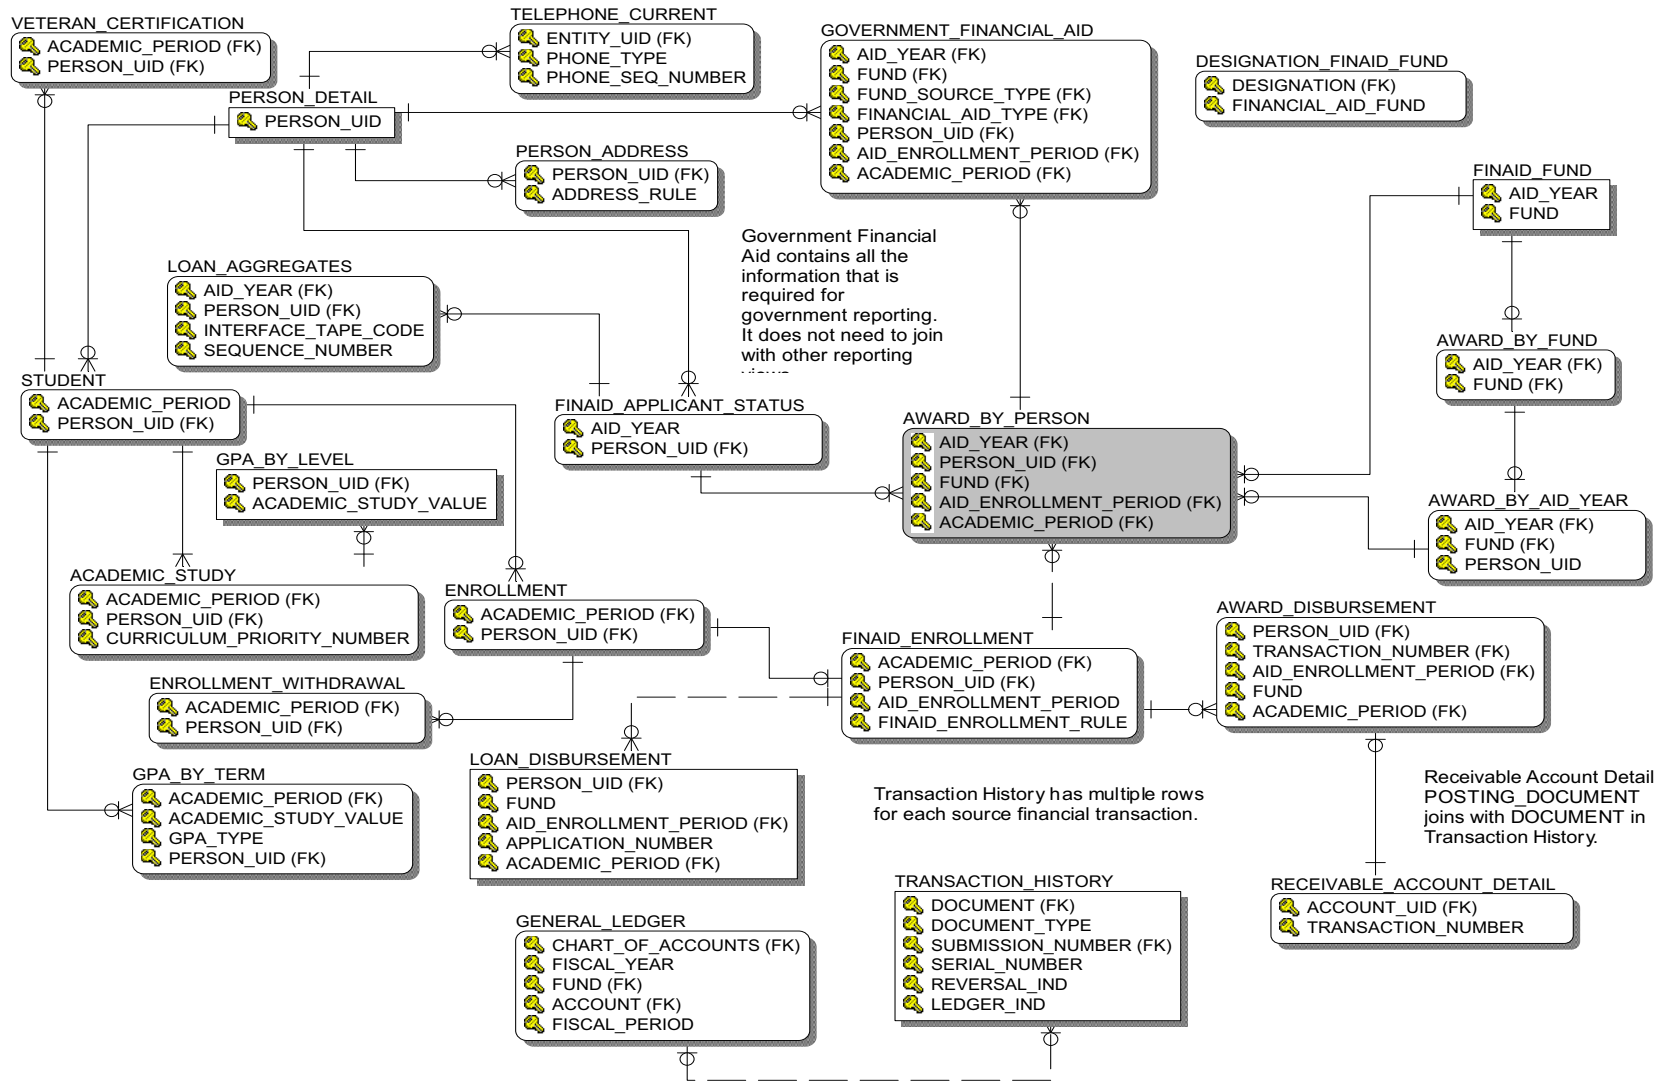 VETERAN_CERTIFICATION
ACADEMIC_PERIOD (FK)
PERSON_UID (FK)
TELEPHONE_CURRENT
ENTITY_UID (FK)
PHONE_TYPE
PHONE_SEQ_NUMBER
GOVERNMENT_FINANCIAL_AID
AID_YEAR (FK)
FUND (FK)
FUND_SOURCE_TYPE (FK)
FINANCIAL_AID_TYPE (FK)
PERSON_UID (FK)
AID_ENROLLMENT_PERIOD (FK)
ACADEMIC_PERIOD (FK)
DESIGNATION_FINAID_FUND
DESIGNATION (FK)
FINANCIAL_AID_FUND
PERSON_DETAIL
PERSON_UID
PERSON_ADDRESS
PERSON_UID (FK)
ADDRESS_RULE
FINAID_FUND
AID_YEAR
FUND
Government Financial
Aid contains all the
information that is
required for
government reporting.
It does not need to join
with other reporting
LOAN_AGGREGATES
AID_YEAR (FK)
PERSON_UID (FK)
INTERFACE_TAPE_CODE
SEQUENCE_NUMBER
AWARD_BY_FUND
AID_YEAR (FK)
FUND (FK)
STUDENT
ACADEMIC_PERIOD
PERSON_UID (FK)
FINAID_APPLICANT_STATUS
AID_YEAR
PERSON_UID (FK)
AWARD_BY_PERSON
AID_YEAR (FK)
PERSON_UID (FK)
FUND (FK)
AID_ENROLLMENT_PERIOD (FK)
ACADEMIC_PERIOD (FK)
GPA_BY_LEVEL
PERSON_UID (FK)
ACADEMIC_STUDY_VALUE
AWARD_BY_AID_YEAR
AID_YEAR (FK)
FUND (FK)
PERSON_UID
ACADEMIC_STUDY
ACADEMIC_PERIOD (FK)
PERSON_UID (FK)
CURRICULUM_PRIORITY_NUMBER
ENROLLMENT
ACADEMIC_PERIOD (FK)
PERSON_UID (FK)
FINAID_ENROLLMENT
ACADEMIC_PERIOD (FK)
PERSON_UID (FK)
AID_ENROLLMENT_PERIOD
FINAID_ENROLLMENT_RULE
AWARD_DISBURSEMENT
PERSON_UID (FK)
TRANSACTION_NUMBER (FK)
AID_ENROLLMENT_PERIOD (FK)
FUND
ACADEMIC_PERIOD (FK)
ENROLLMENT_WITHDRAWAL
ACADEMIC_PERIOD (FK)
PERSON_UID (FK)
LOAN_DISBURSEMENT
PERSON_UID (FK)
FUND
AID_ENROLLMENT_PERIOD (FK)
APPLICATION_NUMBER
ACADEMIC_PERIOD (FK)
GPA_BY_TERM
ACADEMIC_PERIOD (FK)
ACADEMIC_STUDY_VALUE
GPA_TYPE
PERSON_UID (FK)
Transaction History has multiple rows
for each source financial transaction.
Receivable Account Detail
POSTING_DOCUMENT
joins with DOCUMENT in
Transaction History.
TRANSACTION_HISTORY
DOCUMENT (FK)
DOCUMENT_TYPE
SUBMISSION_NUMBER (FK)
SERIAL_NUMBER
REVERSAL_IND
LEDGER_IND
RECEIVABLE_ACCOUNT_DETAIL
ACCOUNT_UID (FK)
TRANSACTION_NUMBER
GENERAL_LEDGER
CHART_OF_ACCOUNTS (FK)
FISCAL_YEAR
FUND (FK)
ACCOUNT (FK)
FISCAL_PERIOD